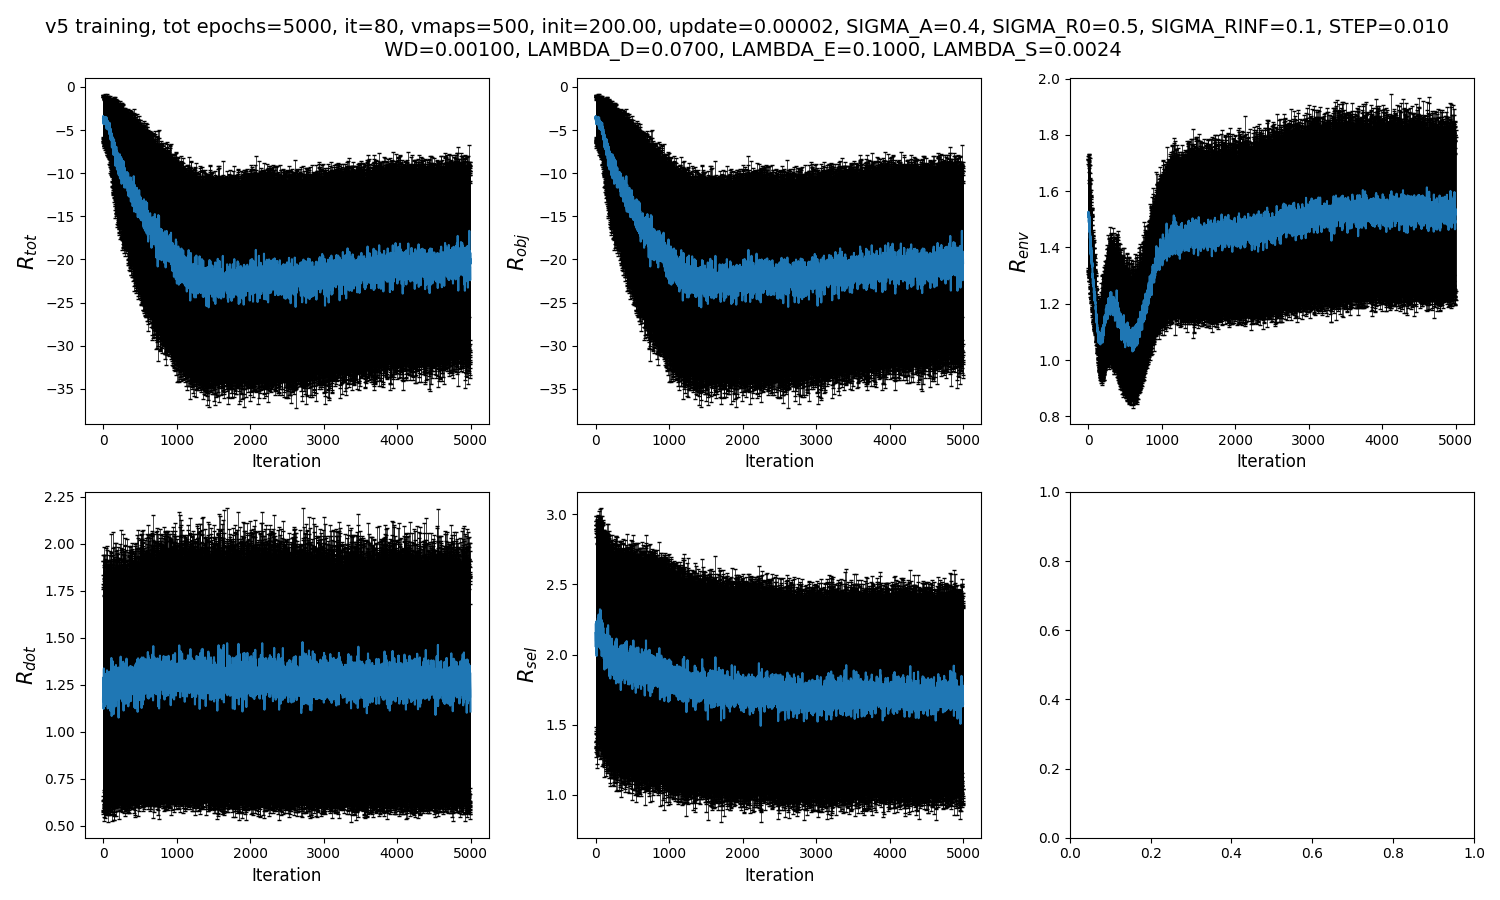 v5 training, tot epochs=5000, it=80, vmaps=500, init=200.00, update=0.00002, SIGMA_A=0.4, SIGMA_R0=0.5, SIGMA_RINF=0.1, STEP=0.010
WD=0.00100, LAMBDA_D=0.0700, LAMBDA_E=0.1000, LAMBDA_S=0.0024
0
−5
−10
−15
−20
−25
−30
−35
R_tot
0 1000 2000 3000 4000 5000
Iteration
0
−5
−10
−15
−20
−25
−30
−35
R_obj
0 1000 2000 3000 4000 5000
Iteration
2.0
1.8
1.6
1.4
1.2
1.0
0.8
R_env
0 1000 2000 3000 4000 5000
Iteration
2.25
2.00
1.75
1.50
1.25
1.00
0.75
0.50
R_dot
0 1000 2000 3000 4000 5000
Iteration
3.0
2.5
2.0
1.5
1.0
R_sel
0 1000 2000 3000 4000 5000
Iteration
1.0
0.8
0.6
0.4
0.2
0.0
0.0 0.2 0.4 0.6 0.8 1.0